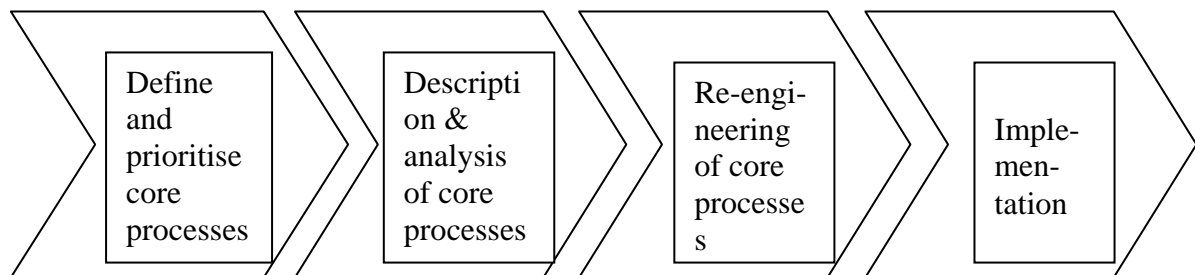 Define
and
prioritise
core
processes
Descripti
on &
analysis
of core
processes
Re-engi-
neering
of core
processe
s
Imple-
men-
tation